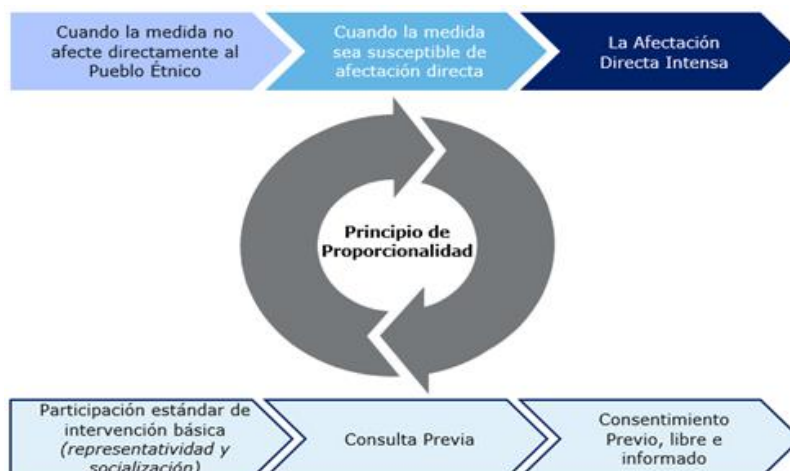 Cuando la medida no
afecte directamente al
Pueblo Étnico
Cuando la medida
sea susceptible de
afectación directa
La Afectación
Directa Intensa
Principio de
Proporcionalidad
Participación estándar de
intervención básica
(representatividad y
socialización)
Consulta Previa
Consentimiento
Previo, libre e
informado